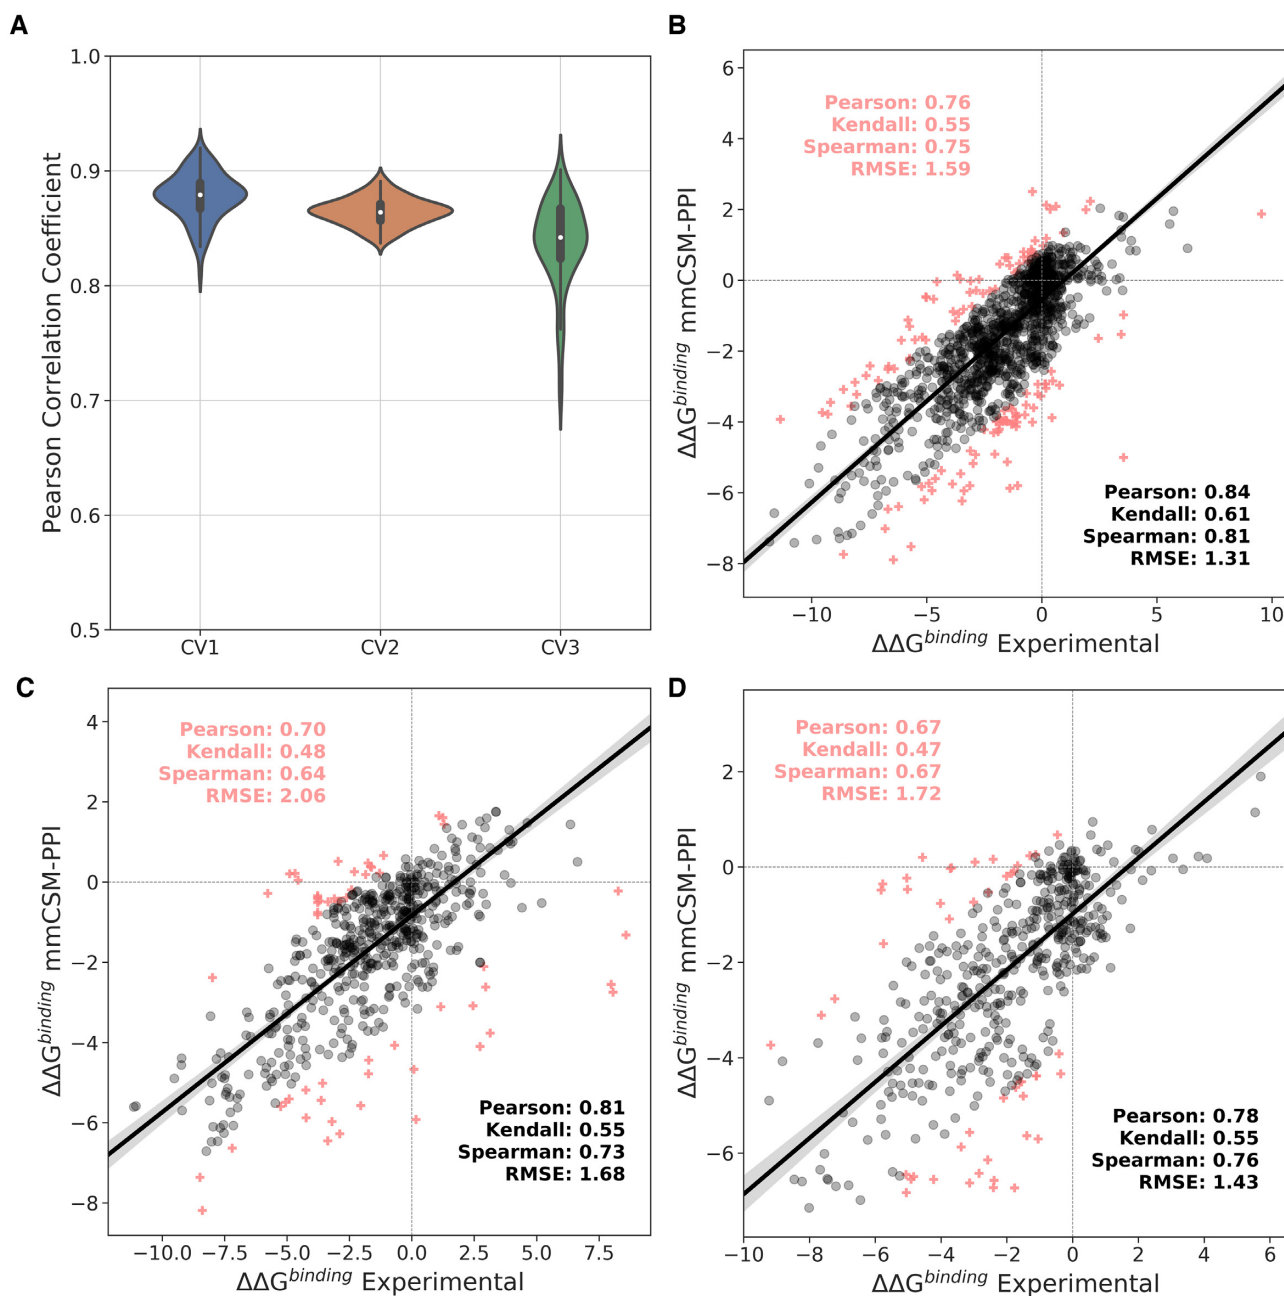 A
Pearson Correlation Coefficient
1.0
0.9
0.8
0.7
0.6
0.5
CV1
CV2
CV3
B
Pearson: 0.76
Kendall: 0.55
Spearman: 0.75
RMSE: 1.59
ΔΔG^binding mmCSM-PPI
6
4
2
0
−2
−4
−6
−8
Pearson: 0.84
Kendall: 0.61
Spearman: 0.81
RMSE: 1.31
−10
−5
0
5
10
ΔΔG^binding Experimental
C
Pearson: 0.70
Kendall: 0.48
Spearman: 0.64
RMSE: 2.06
ΔΔG^binding mmCSM-PPI
4
2
0
−2
−4
−6
−8
Pearson: 0.81
Kendall: 0.55
Spearman: 0.73
RMSE: 1.68
−10.0
−7.5
−5.0
−2.5
0.0
2.5
5.0
7.5
ΔΔG^binding Experimental
D
Pearson: 0.67
Kendall: 0.47
Spearman: 0.67
RMSE: 1.72
ΔΔG^binding mmCSM-PPI
2
0
−2
−4
−6
Pearson: 0.78
Kendall: 0.55
Spearman: 0.76
RMSE: 1.43
−10
−8
−6
−4
−2
0
2
4
6
ΔΔG^binding Experimental